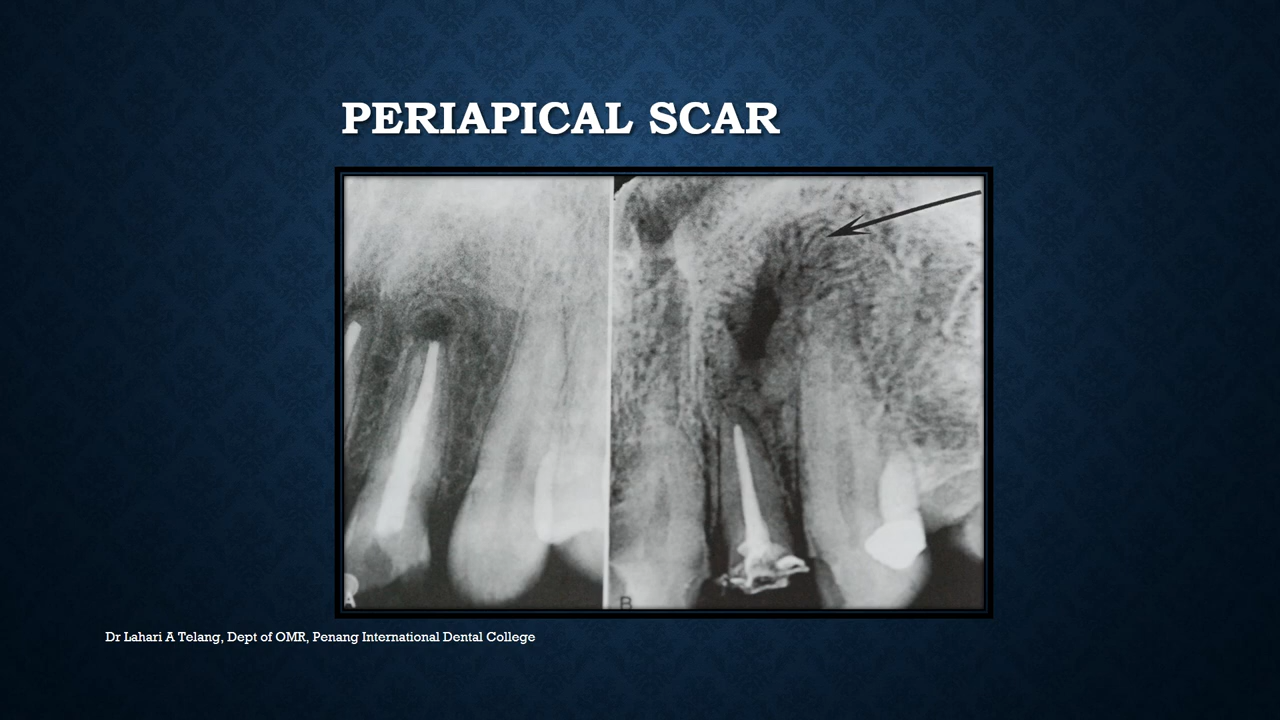 PERIAPICAL SCAR
A
B
Dr Lahari A Telang, Dept of OMR, Penang International Dental College